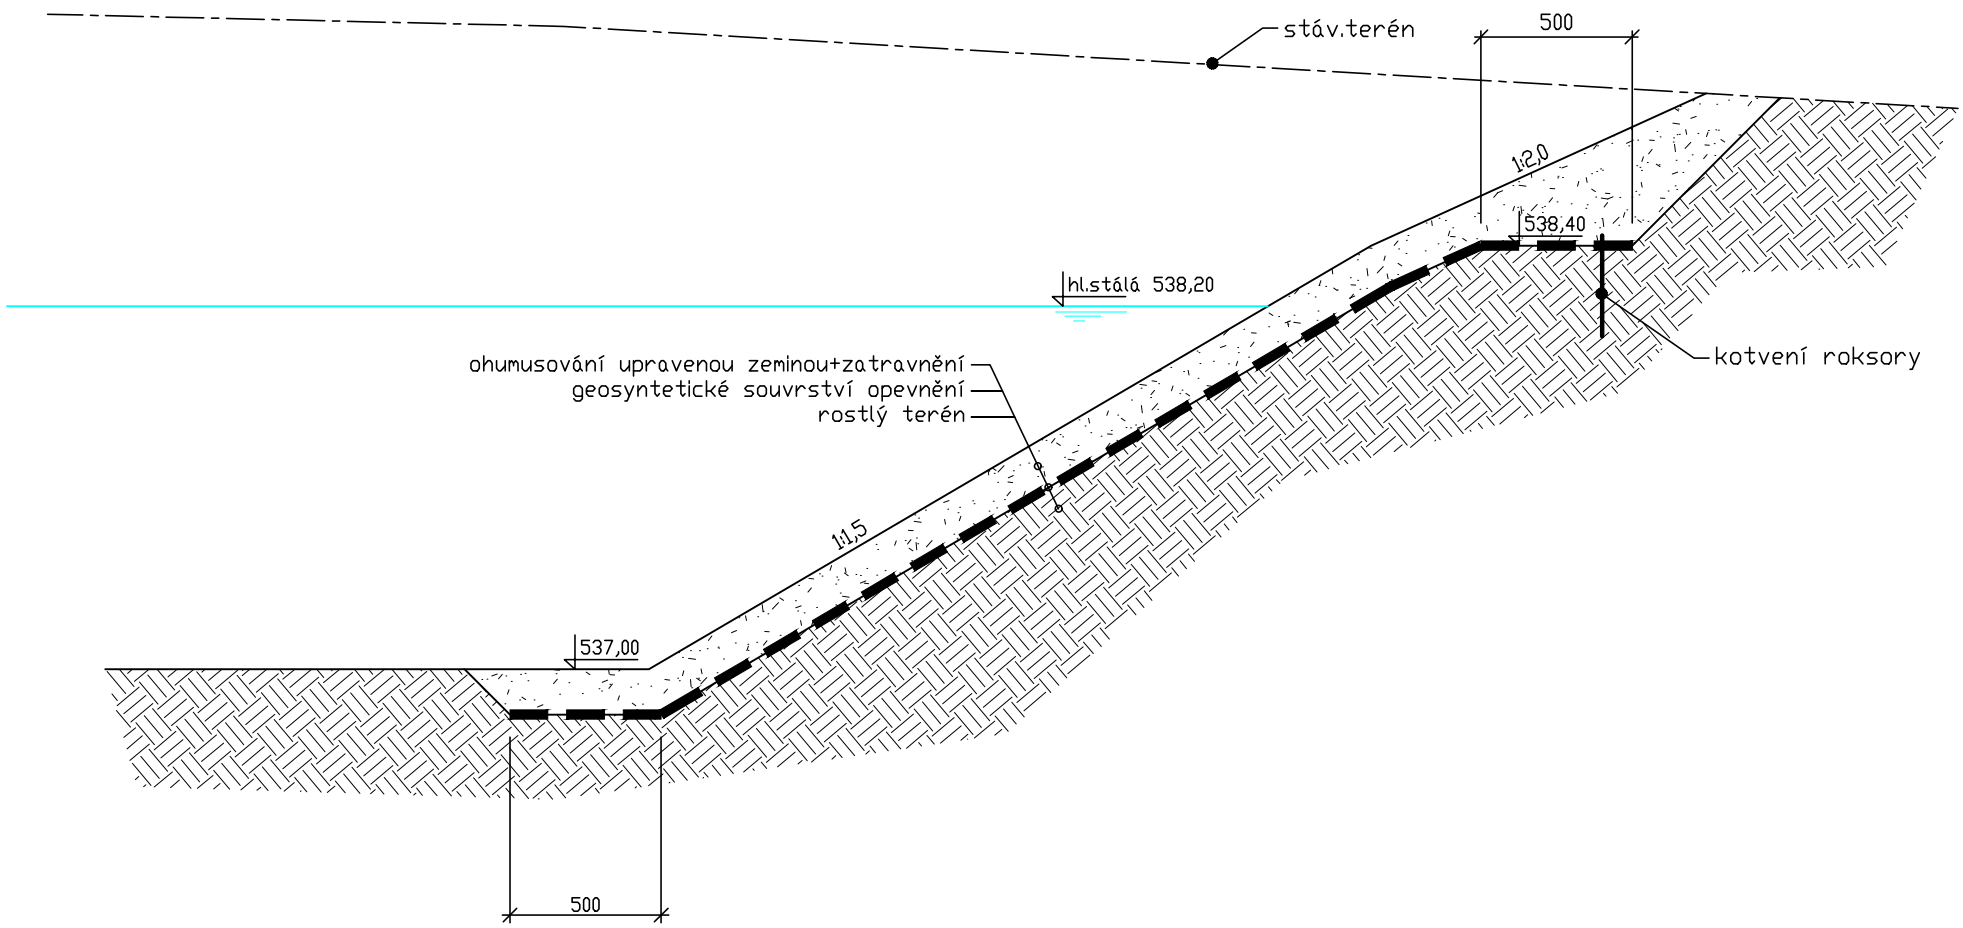 500
stáv.terén
1:2,0
538,40
hl.stálá 538,20
kotvení roksory
ohumusování upravenou zeminou+zatravnění
geosyntetické souvrství opevnění
rostlý terén
1:1,5
537,00
500